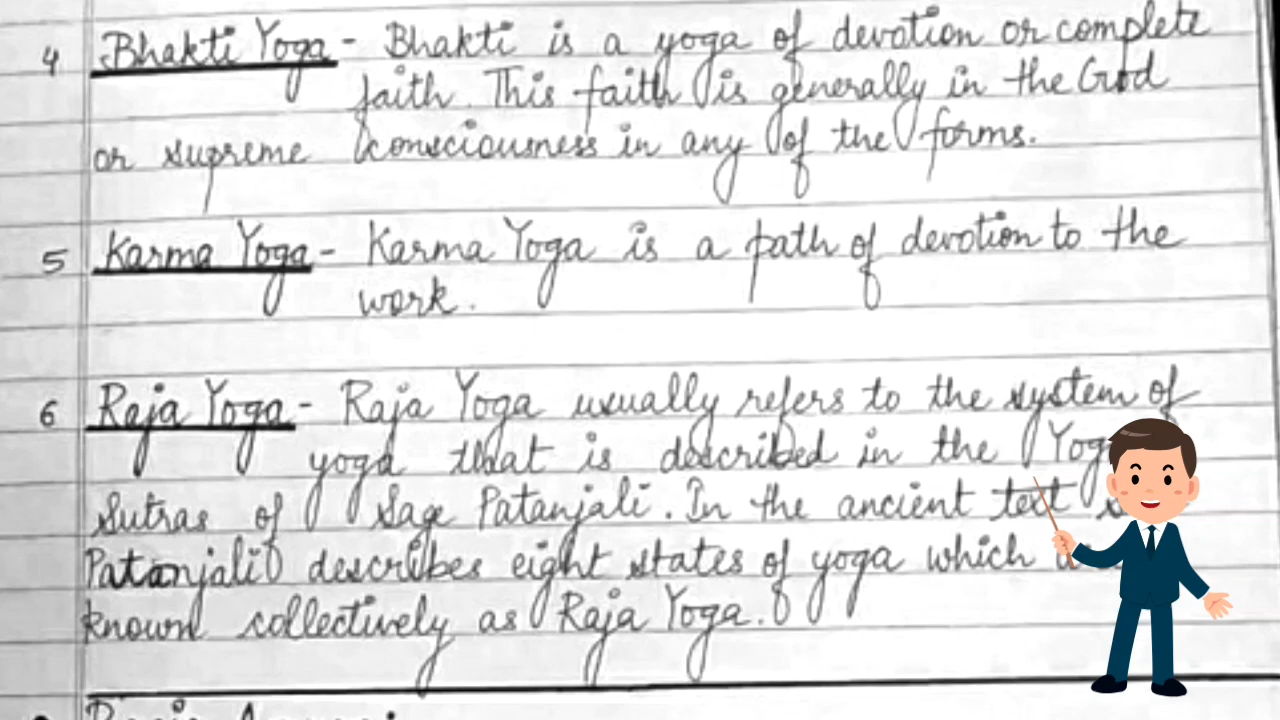 4 Bhakti Yoga - Bhakti is a yoga of devotion or complete
faith. This faith is generally in the God
or supreme consciousness in any of the forms.
5 Karma Yoga - Karma Yoga is a path of devotion to the
work.
6 Raja Yoga - Raja Yoga usually refers to the system of
yoga that is described in the
Sutras of Sage Patanjali. In the ancient text
Patanjali describes eight states of yoga which
known collectively as Raja Yoga.